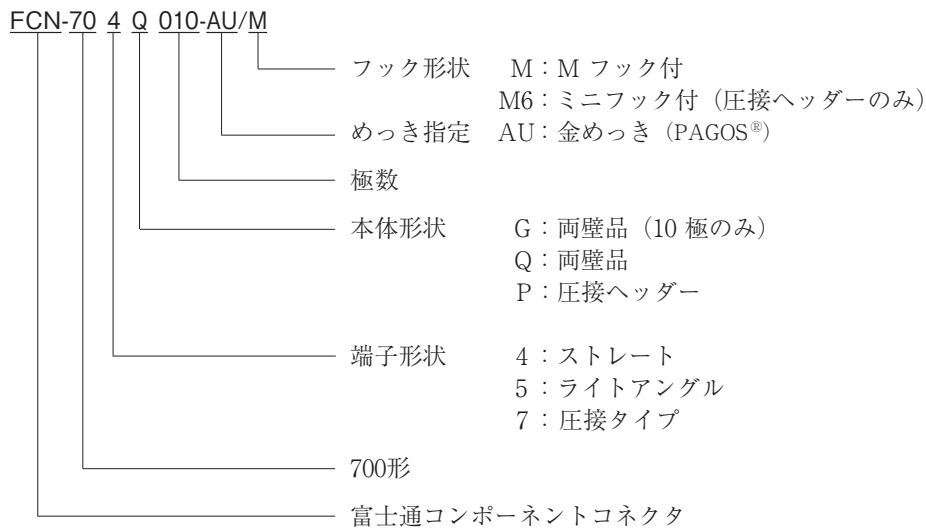 FCN-70 4 Q 010-AU/M
フック形状 M：M フック付
M6：ミニフック付（圧接ヘッダーのみ）
めっき指定 AU：金めっき（PAGOS®）
極数
本体形状 G：両壁品（10 極のみ）
Q：両壁品
P：圧接ヘッダー
端子形状 4：ストレート
5：ライトアングル
7：圧接タイプ
700形
富士通コンポーネントコネクタ